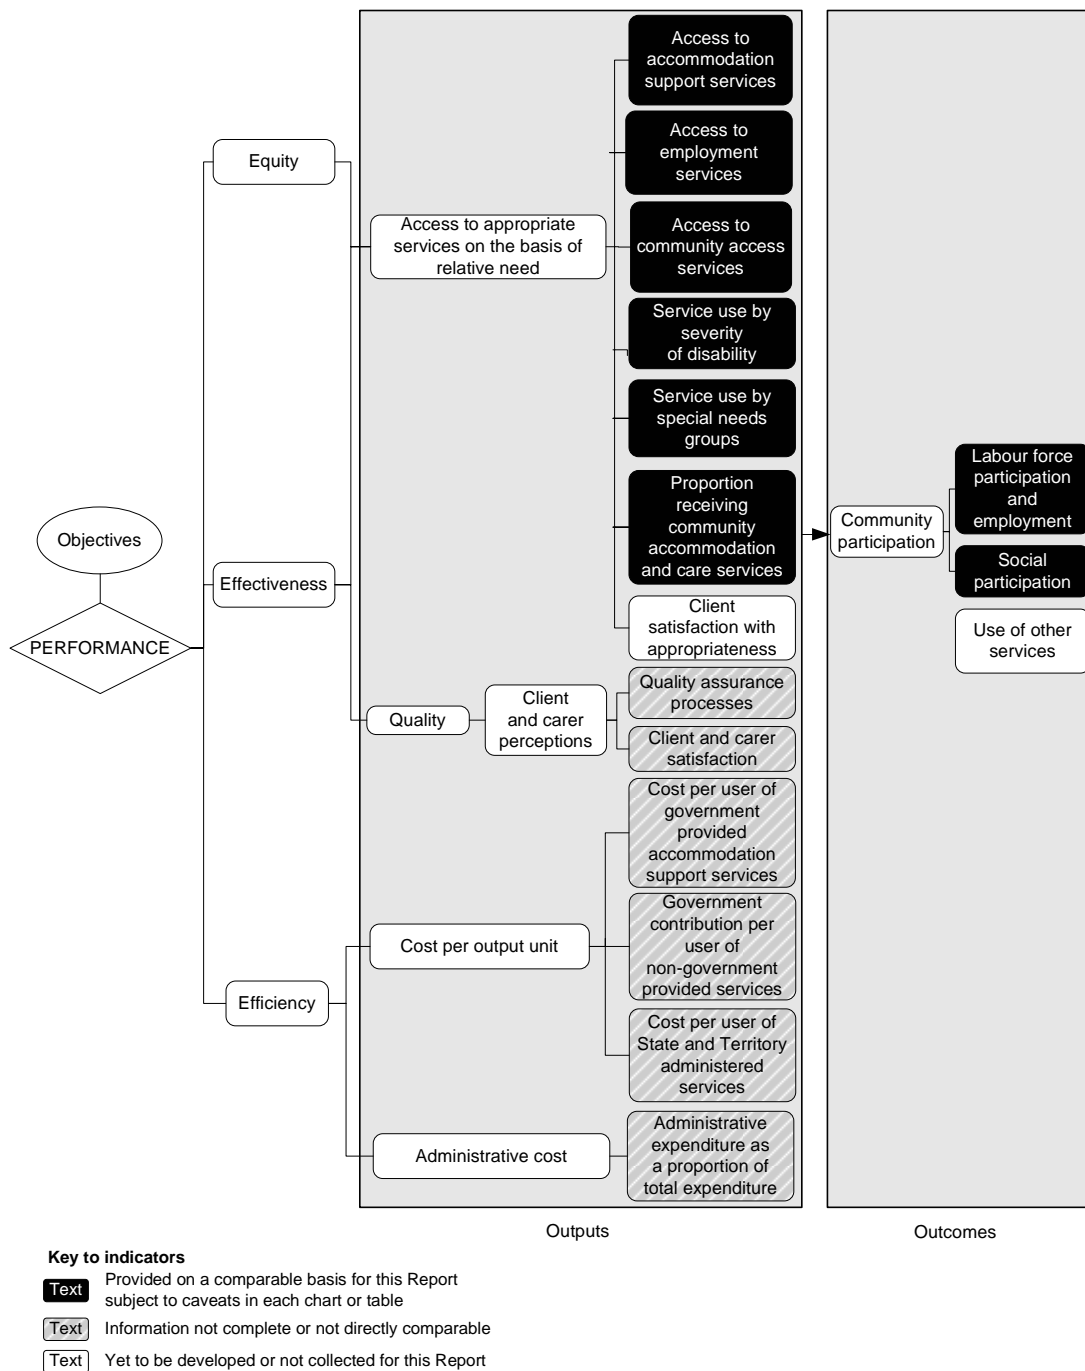 Objectives
PERFORMANCE
Equity
Effectiveness
Efficiency
Access to appropriate
services on the basis of
relative need
Quality
Client
and carer
perceptions
Cost per output unit
Administrative cost
Access to
accommodation
support services
Access to
employment
services
Access to
community access
services
Service use by
severity
of disability
Service use by
special needs
groups
Proportion
receiving
community
accommodation
and care services
Client
satisfaction with
appropriateness
Quality assurance
processes
Client and carer
satisfaction
Cost per user of
government
provided
accommodation
support services
Government
contribution per
user of
non-government
provided services
Cost per user of
State and Territory
administered
services
Administrative
expenditure as
a proportion of
total expenditure
Community
participation
Labour force
participation
and
employment
Social
participation
Use of other
services
Outputs
Outcomes
Key to indicators
Text
Provided on a comparable basis for this Report
subject to caveats in each chart or table
Text
Information not complete or not directly comparable
Text
Yet to be developed or not collected for this Report